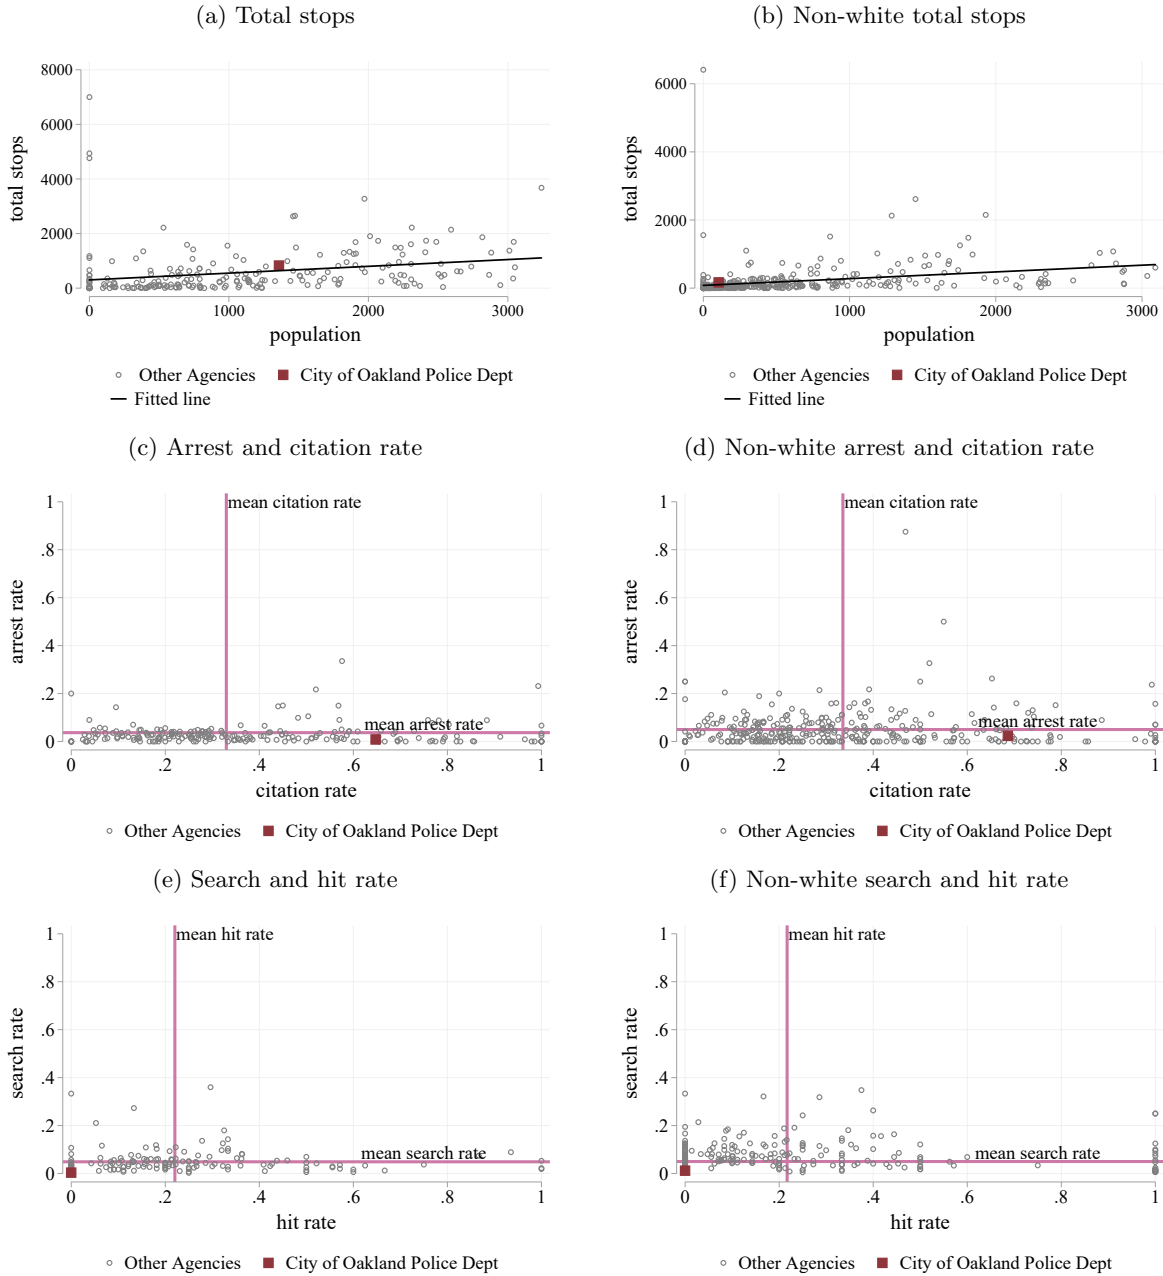 (a) Total stops
8000
6000
4000
2000
0
total stops
0 1000 2000 3000
population
Other Agencies City of Oakland Police Dept
Fitted line
(b) Non-white total stops
6000
4000
2000
0
total stops
0 1000 2000 3000
population
Other Agencies City of Oakland Police Dept
Fitted line
(c) Arrest and citation rate
1
.8
.6
.4
.2
0
arrest rate
mean citation rate
mean arrest rate
0 .2 .4 .6 .8 1
citation rate
Other Agencies City of Oakland Police Dept
(d) Non-white arrest and citation rate
1
.8
.6
.4
.2
0
arrest rate
mean citation rate
mean arrest rate
0 .2 .4 .6 .8 1
citation rate
Other Agencies City of Oakland Police Dept
(e) Search and hit rate
1
.8
.6
.4
.2
0
search rate
mean hit rate
mean search rate
0 .2 .4 .6 .8 1
hit rate
Other Agencies City of Oakland Police Dept
(f) Non-white search and hit rate
1
.8
.6
.4
.2
0
search rate
mean hit rate
mean search rate
0 .2 .4 .6 .8 1
hit rate
Other Agencies City of Oakland Police Dept